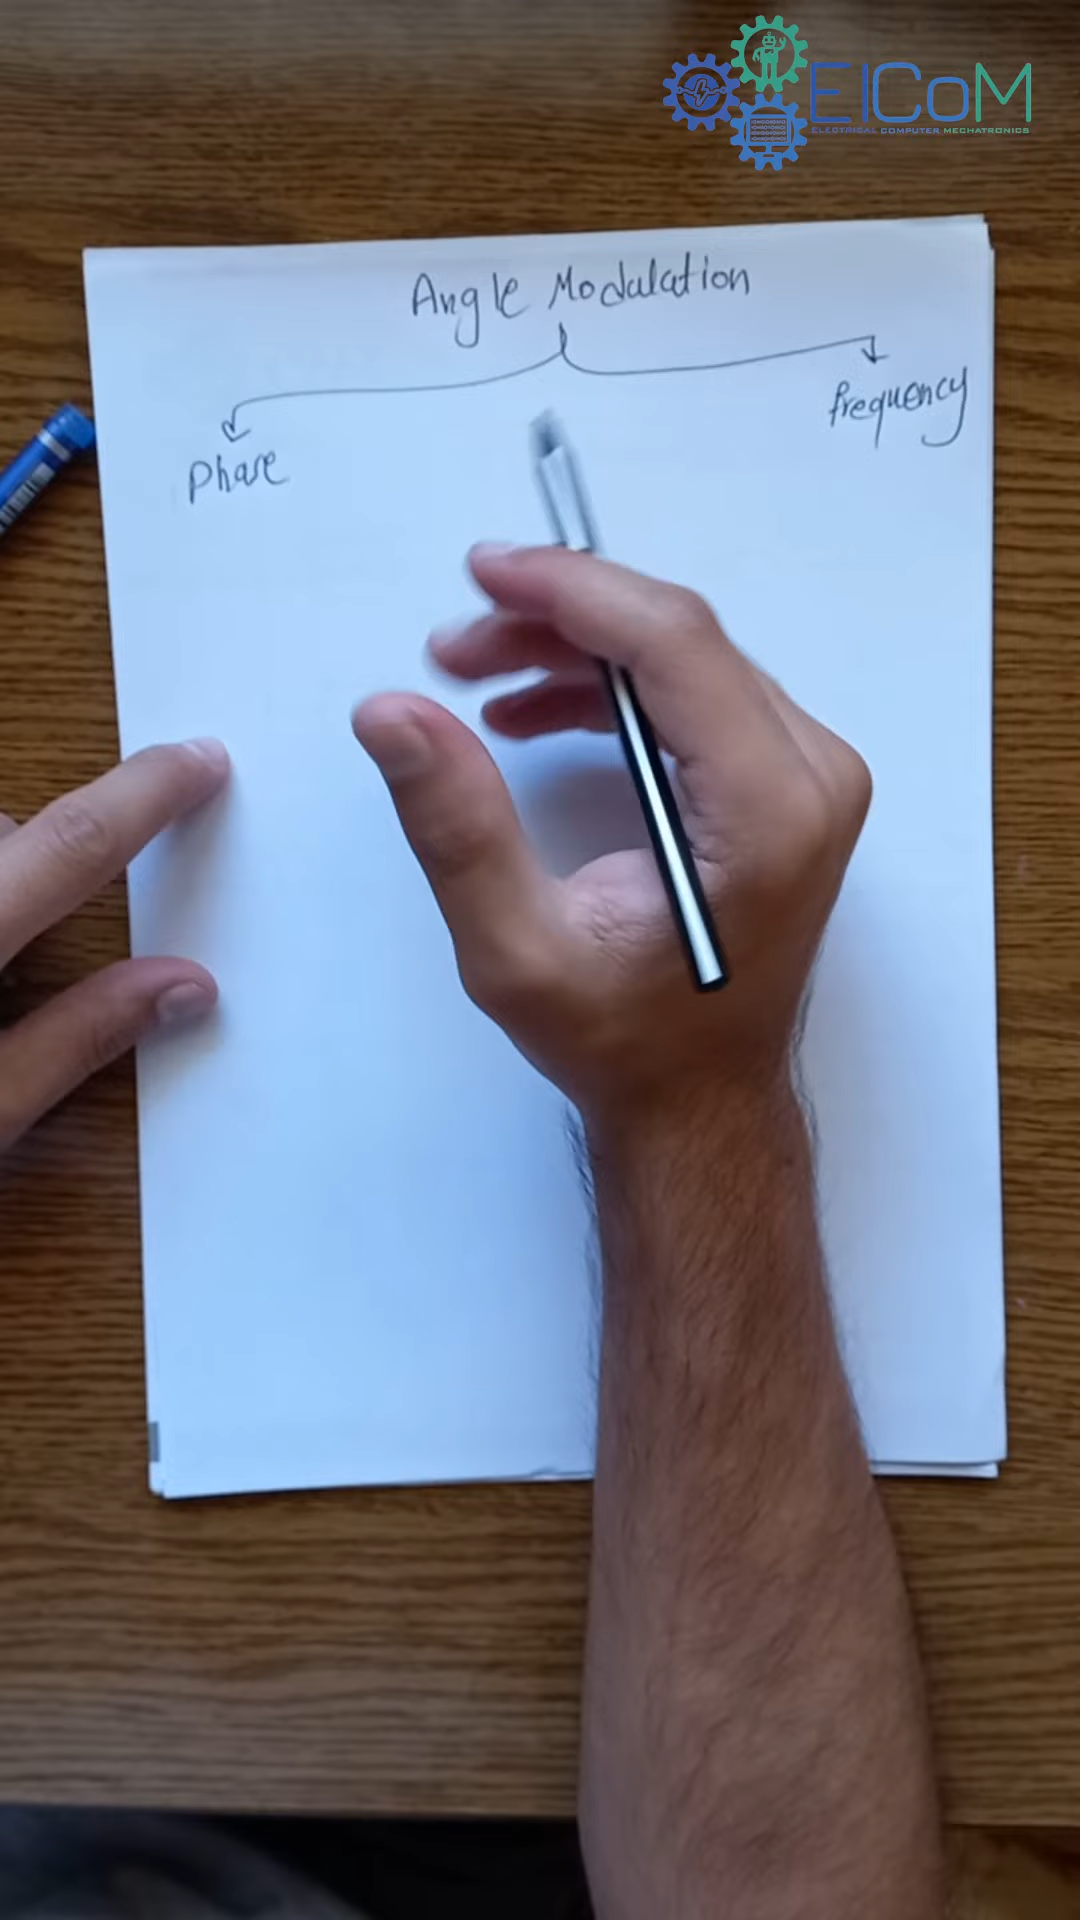 EICoM
ELECTRICAL COMPUTER MECHATRONICS
Angle Modulation
Phase
frequency